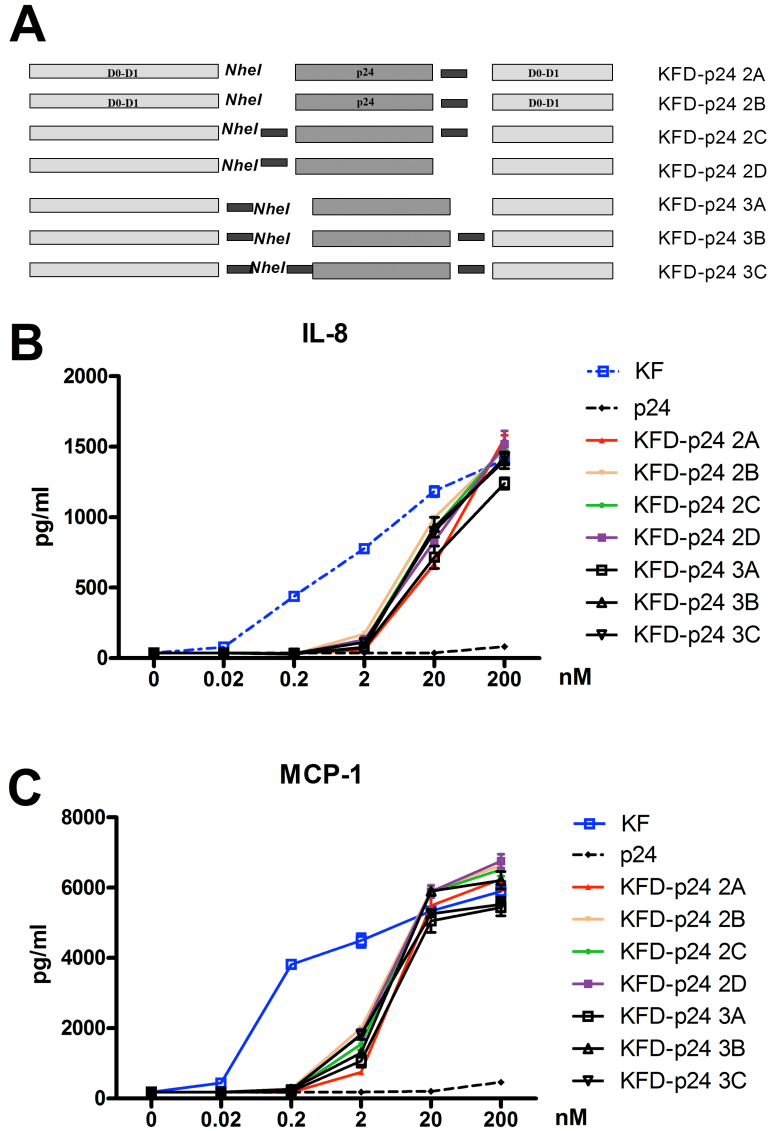 A
D0-D1 NheI p24 D0-D1 KFD-p24 2A
D0-D1 NheI p24 D0-D1 KFD-p24 2B
NheI KFD-p24 2C
NheI KFD-p24 2D
NheI KFD-p24 3A
NheI KFD-p24 3B
NheI KFD-p24 3C
B
IL-8
pg/ml
2000
1500
1000
500
0
0 0.02 0.2 2 20 200 nM
KF
p24
KFD-p24 2A
KFD-p24 2B
KFD-p24 2C
KFD-p24 2D
KFD-p24 3A
KFD-p24 3B
KFD-p24 3C
C
MCP-1
pg/ml
8000
6000
4000
2000
0
0 0.02 0.2 2 20 200 nM
KF
p24
KFD-p24 2A
KFD-p24 2B
KFD-p24 2C
KFD-p24 2D
KFD-p24 3A
KFD-p24 3B
KFD-p24 3C